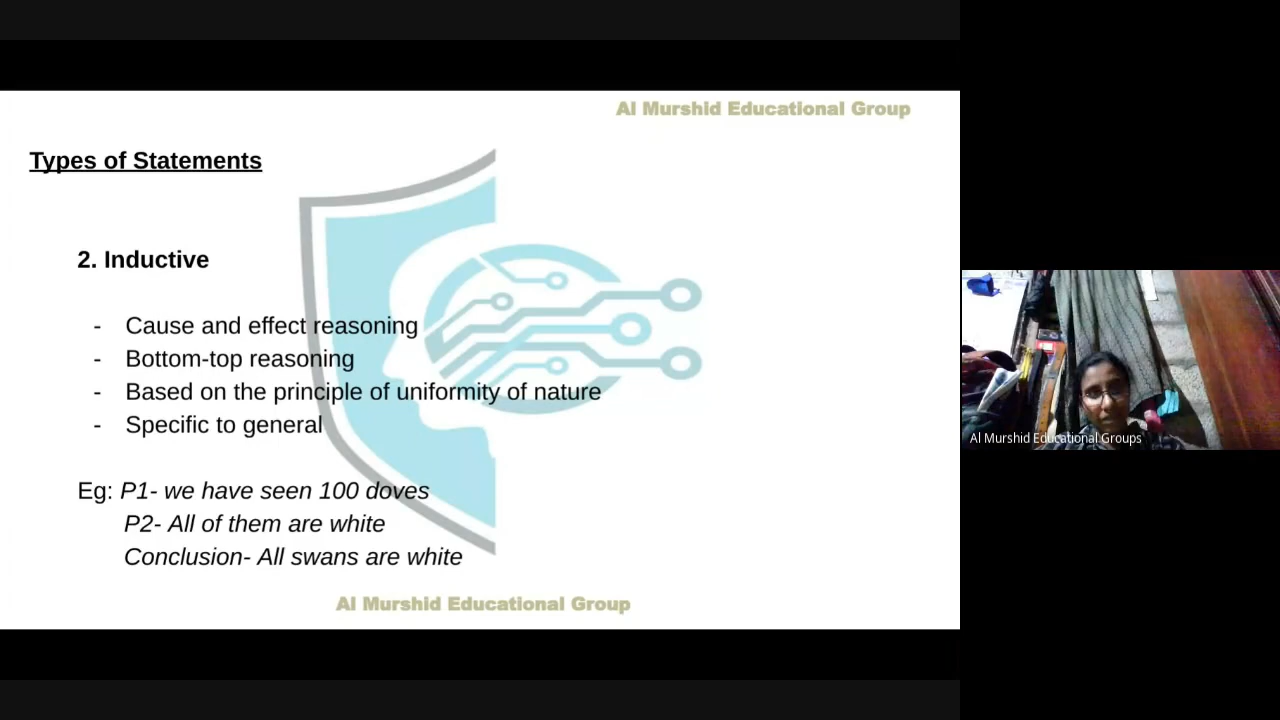 Al Murshid Educational Group
Types of Statements
2. Inductive
- Cause and effect reasoning
- Bottom-top reasoning
- Based on the principle of uniformity of nature
- Specific to general
Eg: P1- we have seen 100 doves
P2- All of them are white
Conclusion- All swans are white
Al Murshid Educational Group
Al Murshid Educational Groups